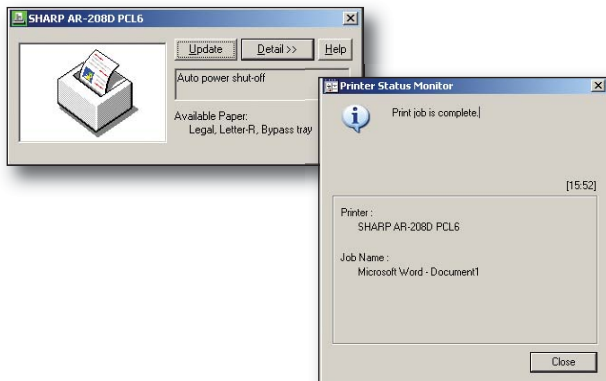 SHARP AR-208D PCL6
Update Detail >> Help
Auto power shut-off
Available Paper:
Legal, Letter-R, Bypass tray
Printer Status Monitor
Print job is complete.
[15:52]
Printer :
SHARP AR-208D PCL6
Job Name :
Microsoft Word - Document1
Close